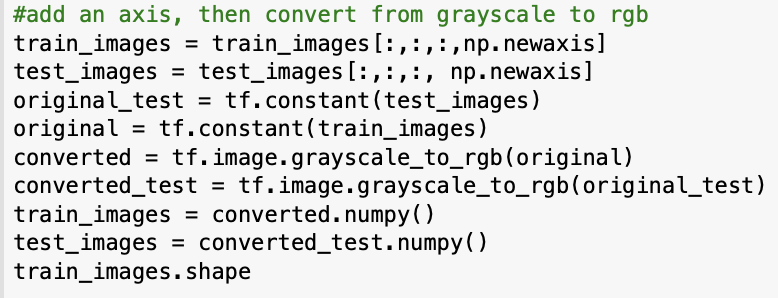 #add an axis, then convert from grayscale to rgb
train_images = train_images[:,:,:,np.newaxis]
test_images = test_images[:,:,:, np.newaxis]
original_test = tf.constant(test_images)
original = tf.constant(train_images)
converted = tf.image.grayscale_to_rgb(original)
converted_test = tf.image.grayscale_to_rgb(original_test)
train_images = converted.numpy()
test_images = converted_test.numpy()
train_images.shape